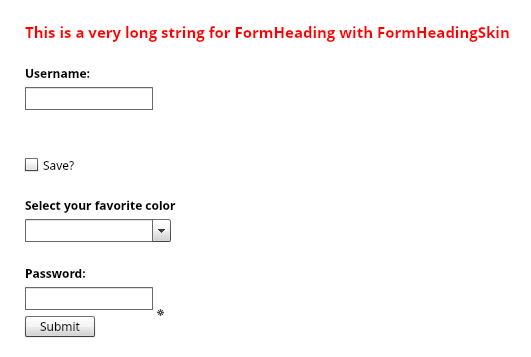 This is a very long string for FormHeading with FormHeadingSkin
Username:
Save?
Select your favorite color
Password:
Submit